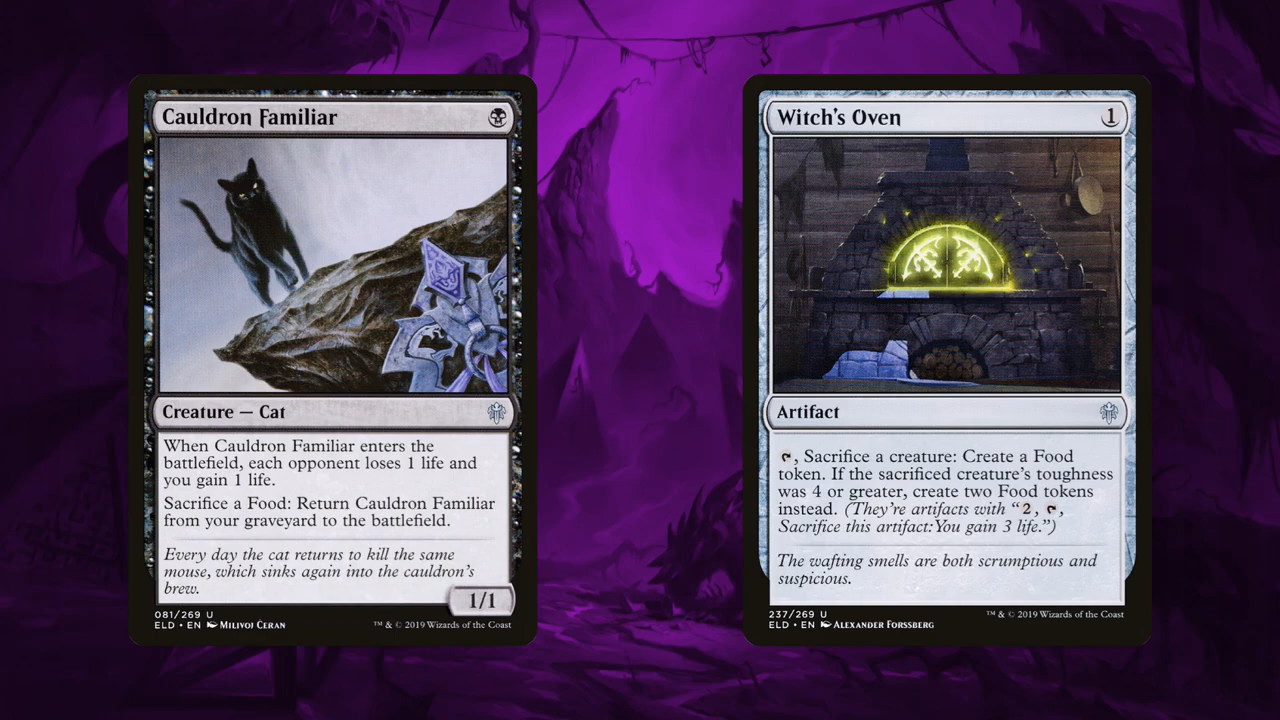 Cauldron Familiar
Creature — Cat
When Cauldron Familiar enters the
battlefield, each opponent loses 1 life and
you gain 1 life.
Sacrifice a Food: Return Cauldron Familiar
from your graveyard to the battlefield.
Every day the cat returns to kill the same
mouse, which sinks again into the cauldron's
brew.
1/1
081/269 U
ELD • EN Milivoj Ćeran
™ & © 2019 Wizards of the Coast
Witch's Oven
1
Artifact
, Sacrifice a creature: Create a Food
token. If the sacrificed creature's toughness
was 4 or greater, create two Food tokens
instead. (They're artifacts with “2, ,
Sacrifice this artifact: You gain 3 life.”)
The wafting smells are both scrumptious and
suspicious.
237/269 U
ELD • EN Alexander Forssberg
™ & © 2019 Wizards of the Coast